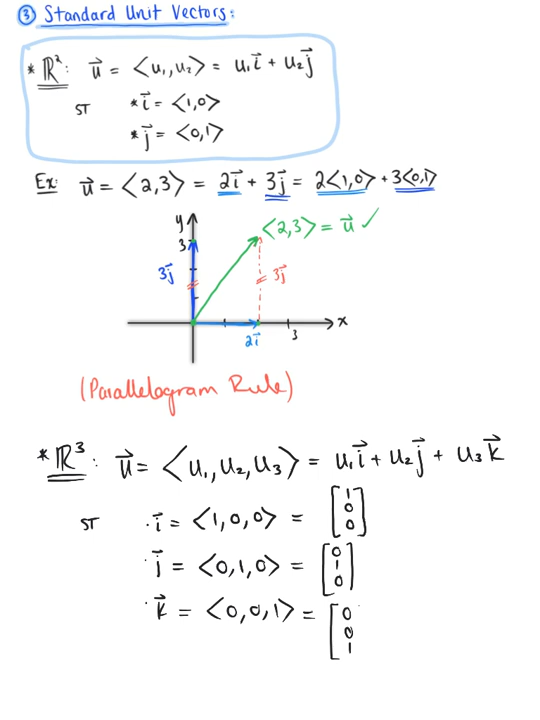 ③ Standard Unit Vectors:
* ℝ²: u⃗ = <u₁,u₂> = u₁i⃗ + u₂j⃗
ST * i⃗ = <1,0>
* j⃗ = <0,1>
Ex: u⃗ = <2,3> = 2i⃗ + 3j⃗ = 2<1,0> + 3<0,1>
y
<2,3> = u⃗ ✓
3
3j⃗
3j⃗
x
2i⃗
3
(Parallelogram Rule)
* ℝ³: u⃗ = <u₁,u₂,u₃> = u₁i⃗ + u₂j⃗ + u₃k⃗
ST · i⃗ = <1,0,0> = [1 0 0]
· j⃗ = <0,1,0> = [0 1 0]
· k⃗ = <0,0,1> = [0 0 1